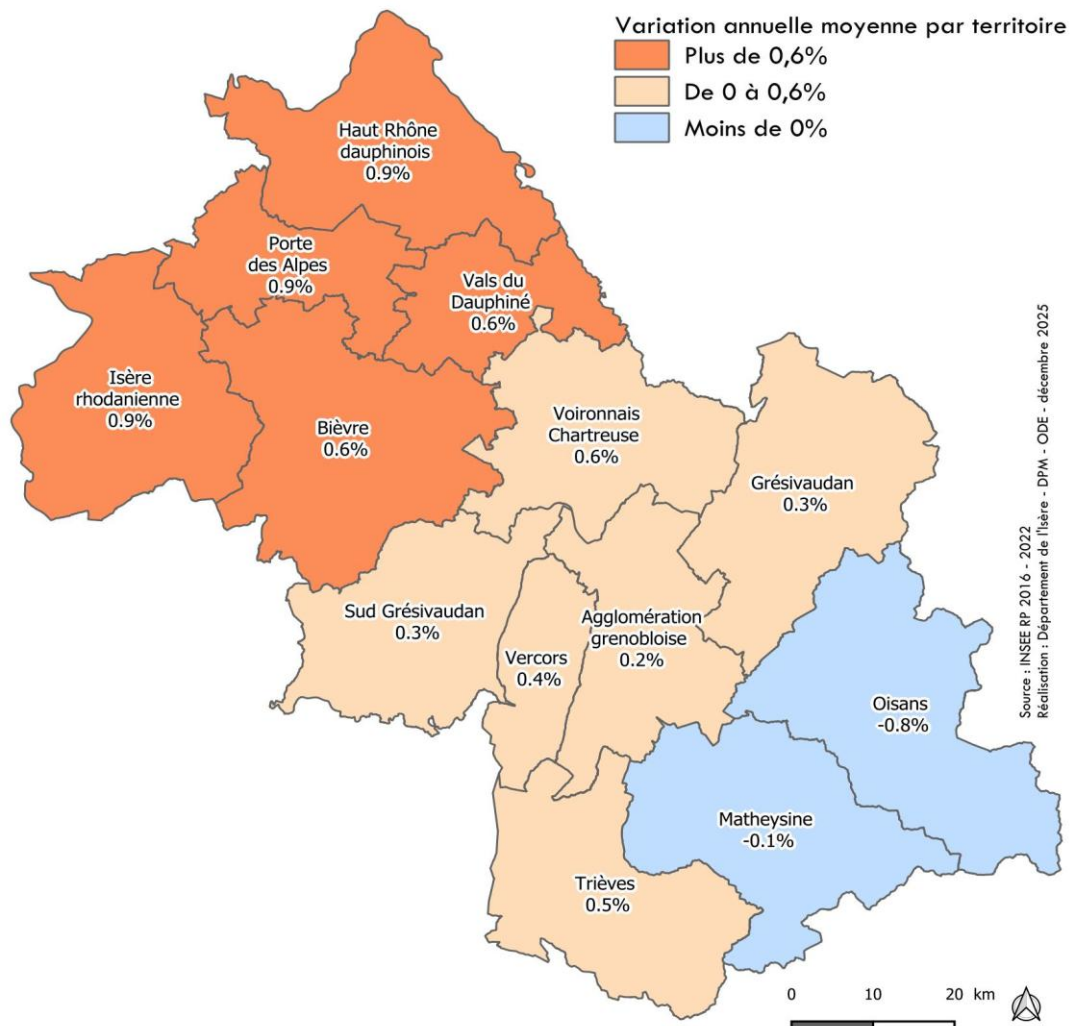 Variation annuelle moyenne par territoire
Plus de 0,6%
De 0 à 0,6%
Moins de 0%
Haut Rhône
dauphinois
0.9%
Porte
des Alpes
0.9%
Vals du
Dauphiné
0.6%
Isère
rhodanienne
0.9%
Bièvre
0.6%
Voironnais
Chartreuse
0.6%
Grésivaudan
0.3%
Sud Grésivaudan
0.3%
Vercors
0.4%
Agglomération
grenobloise
0.2%
Oisans
-0.8%
Matheysine
-0.1%
Trièves
0.5%
Source : INSEE RP 2016 - 2022
Réalisation : Département de l'Isère - DPM - ODE - décembre 2025
0 10 20 km